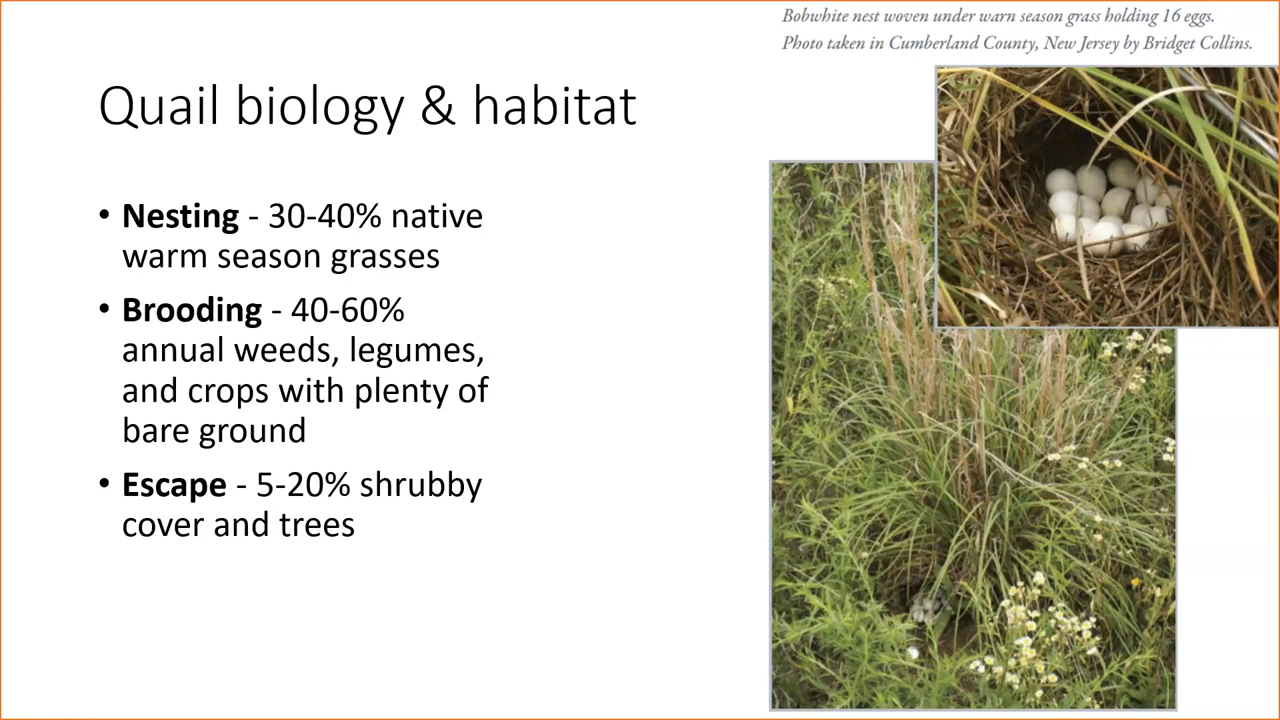 Bobwhite nest woven under warn season grass holding 16 eggs.
Photo taken in Cumberland County, New Jersey by Bridget Collins.
Quail biology & habitat
• Nesting - 30-40% native
warm season grasses
• Brooding - 40-60%
annual weeds, legumes,
and crops with plenty of
bare ground
• Escape - 5-20% shrubby
cover and trees